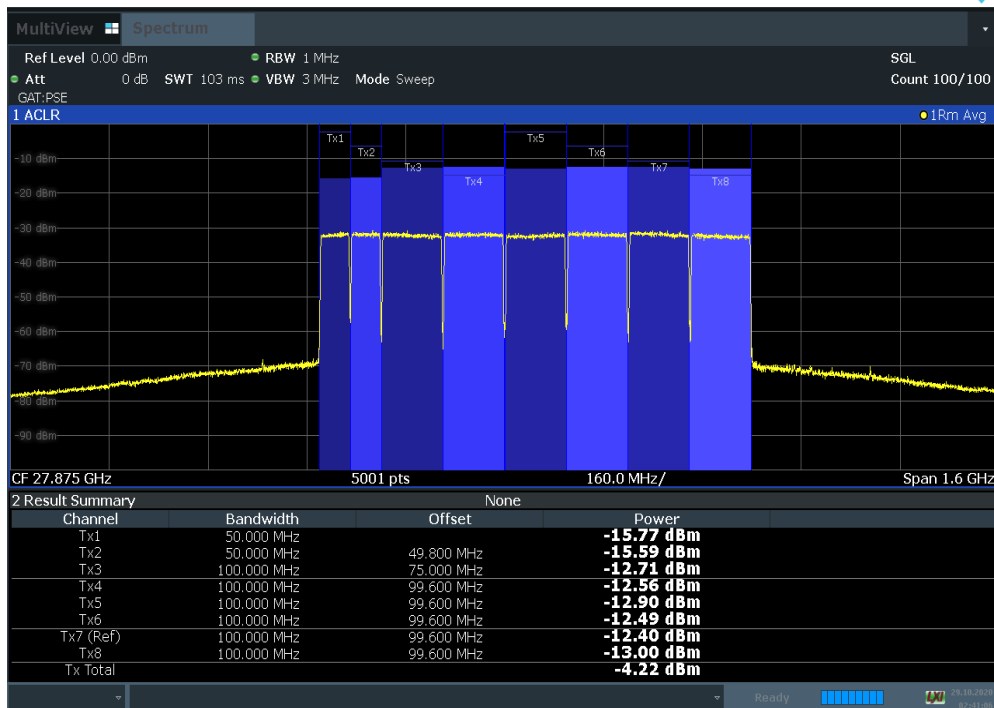 MultiView Spectrum
Ref Level 0.00 dBm RBW 1 MHz SGL
Att 0 dB SWT 103 ms VBW 3 MHz Mode Sweep Count 100/100
GAT:PSE
1 ACLR 1Rm Avg
Tx1 Tx5
Tx2 Tx6
-10 dBm
Tx3 Tx7
Tx4 Tx8
-20 dBm
-30 dBm
-40 dBm
-50 dBm
-60 dBm
-70 dBm
-80 dBm
-90 dBm
CF 27.875 GHz 5001 pts 160.0 MHz/ Span 1.6 GHz
2 Result Summary None
Channel Bandwidth Offset Power
Tx1 50.000 MHz -15.77 dBm
Tx2 50.000 MHz 49.800 MHz -15.59 dBm
Tx3 100.000 MHz 75.000 MHz -12.71 dBm
Tx4 100.000 MHz 99.600 MHz -12.56 dBm
Tx5 100.000 MHz 99.600 MHz -12.90 dBm
Tx6 100.000 MHz 99.600 MHz -12.49 dBm
Tx7 (Ref) 100.000 MHz 99.600 MHz -12.40 dBm
Tx8 100.000 MHz 99.600 MHz -13.00 dBm
Tx Total -4.22 dBm
Ready LXI 29.10.2020
02:41:00